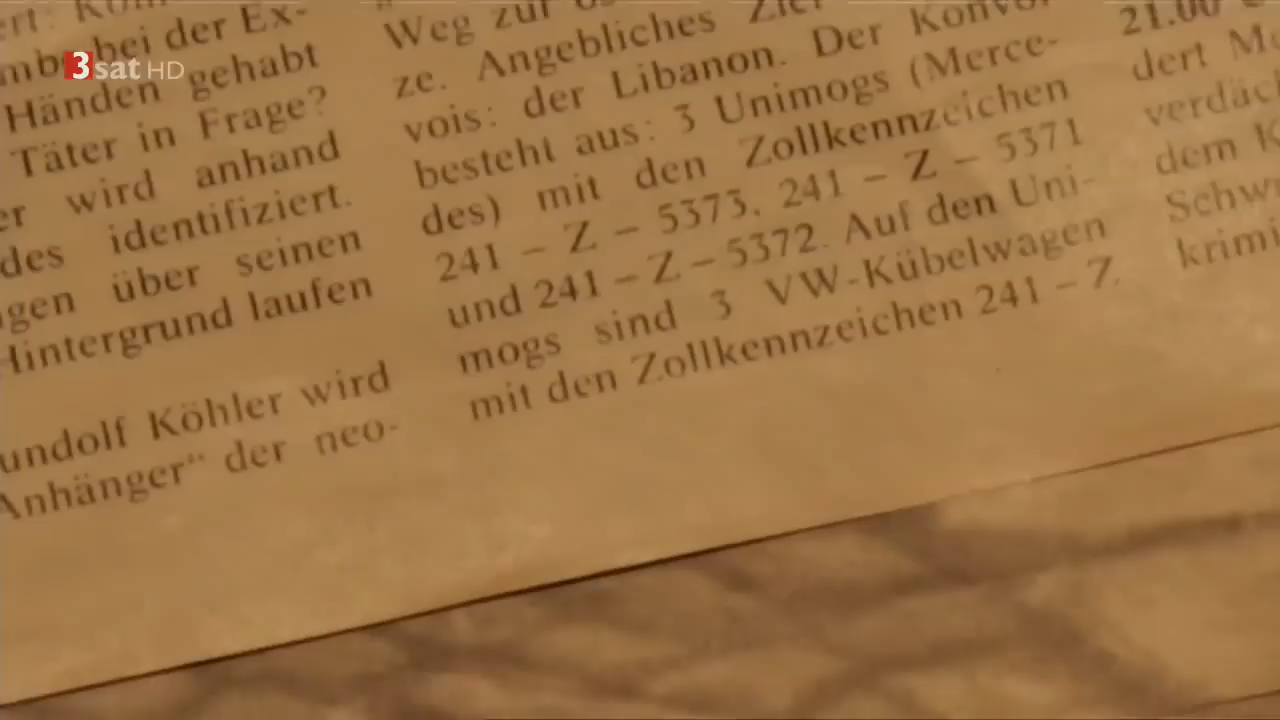 3sat HD
bei der Ex-
Händen gehabt
Täter in Frage?
er wird anhand
des identifiziert.
gen über seinen
Hintergrund laufen
undolf Köhler wird
Anhänger“ der neo-
Weg zur
ze. Angebliches Ziel
vois: der Libanon. Der Konvoi
besteht aus: 3 Unimogs (Merce-
des) mit den Zollkennzeichen
241 – Z – 5373, 241 – Z – 5371
und 241 – Z – 5372. Auf den Uni-
mogs sind 3 VW-Kübelwagen
mit den Zollkennzeichen 241 – Z
21.00
dert
verdäch
dem K
Schw
krimi